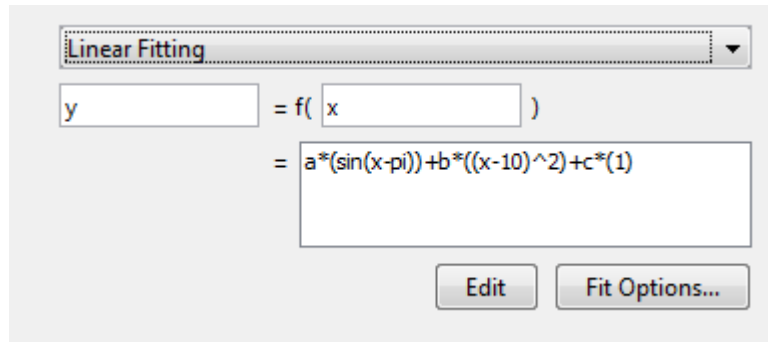 Linear Fitting
y = f( x )
= a*(sin(x-pi))+b*((x-10)^2)+c*(1)
Edit Fit Options...